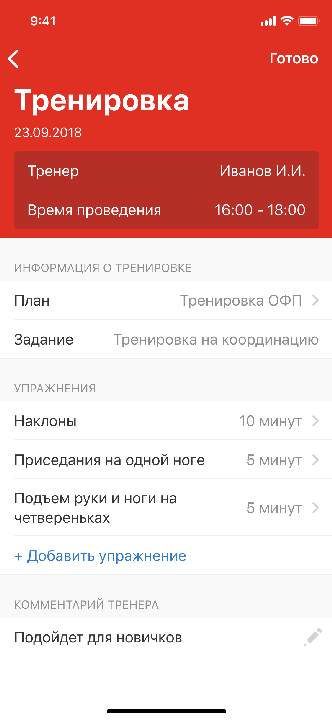 9:41
Готово
Тренировка
23.09.2018
Тренер Иванов И.И.
Время проведения 16:00 - 18:00
ИНФОРМАЦИЯ О ТРЕНИРОВКЕ
План Тренировка ОФП
Задание Тренировка на координацию
УПРАЖНЕНИЯ
Наклоны 10 минут
Приседания на одной ноге 5 минут
Подъем руки и ноги на
четвереньках
5 минут
+ Добавить упражнение
КОММЕНТАРИЙ ТРЕНЕРА
Подойдет для новичков